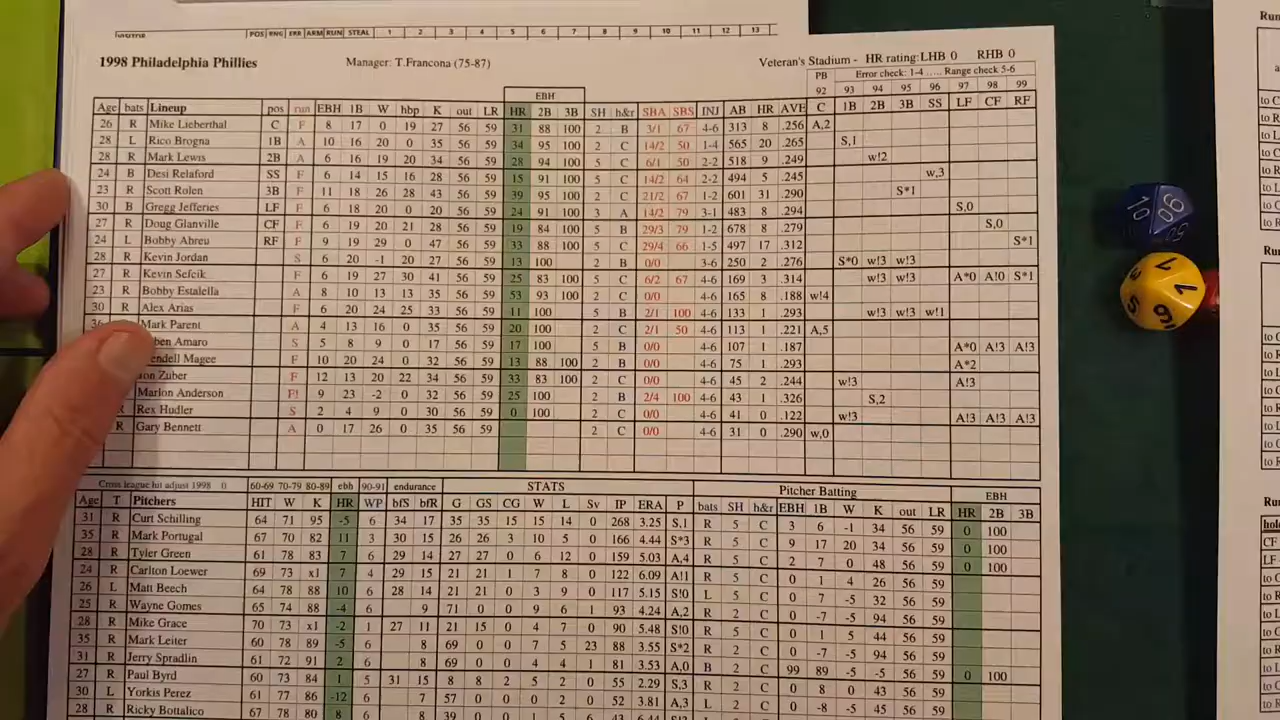 POS RNG ERR ARM RUN STEAL 1 2 3 4 5 6 7 8 9 10 11 12 13
1998 Philadelphia Phillies Manager: T.Francona (75-87) Veteran's Stadium - HR rating:LHB 0 RHB 0
PB Error check: 1-4 ..... Range check 5-6
EBH 92 93 94 95 96 97 98 99
Age bats Lineup pos run EBH 1B W hbp K out LR HR 2B 3B SH h&r SBA SBS INJ AB HR AVE C 1B 2B 3B SS LF CF RF
26 R Mike Lieberthal C F 8 17 0 19 27 56 59 31 88 100 2 B 3/1 67 4-6 313 8 .256 A,2
28 L Rico Brogna 1B A 10 16 20 0 35 56 59 34 95 100 2 C 14/2 50 1-4 565 20 .265 S,1
28 R Mark Lewis 2B A 6 16 19 20 34 56 59 28 94 100 5 C 6/1 50 2-2 518 9 .249 w!2
24 B Desi Relaford SS F 6 14 15 16 28 56 59 15 91 100 5 C 14/2 64 2-2 494 5 .245 w,3
23 R Scott Rolen 3B F 11 18 26 28 43 56 59 39 95 100 2 C 21/2 67 1-2 601 31 .290 S*1
30 B Gregg Jefferies LF F 6 18 20 0 20 56 59 24 91 100 3 A 14/2 79 3-1 483 8 .294 S,0
27 R Doug Glanville CF F 6 19 20 21 28 56 59 19 84 100 5 B 29/3 79 1-2 678 8 .279 S,0
24 L Bobby Abreu RF F 9 19 29 0 47 56 59 33 88 100 5 C 29/4 66 1-5 497 17 .312 S*1
28 R Kevin Jordan S 6 20 -1 20 27 56 59 13 100 2 B 0/0 3-6 250 2 .276 S*0 w!3 w!3
27 R Kevin Sefcik F 6 19 27 30 41 56 59 25 83 100 5 C 6/2 67 4-6 169 3 .314 w!3 w!3 A*0 A!0 S*1
23 R Bobby Estalella A 8 10 13 13 35 56 59 53 93 100 2 C 0/0 4-6 165 8 .188 w!4
30 R Alex Arias F 6 20 24 25 33 56 59 11 100 5 B 2/1 100 4-6 133 1 .293 w!3 w!3 w!1
Mark Parent A 4 13 16 0 35 56 59 20 100 2 C 2/1 50 4-6 113 1 .221 A,5
ben Amaro S 5 8 9 0 17 56 59 17 100 5 B 0/0 4-6 107 1 .187 A*0 A!3 A!3
endell Magee F 10 20 24 0 32 56 59 13 88 100 2 B 0/0 4-6 75 1 .293 A*2
on Zuber F 12 13 20 22 34 56 59 33 83 100 2 C 0/0 4-6 45 2 .244 w!3 A!3
Marlon Anderson F! 9 23 -2 0 32 56 59 25 100 2 B 2/4 100 4-6 43 1 .326 S,2
R Rex Hudler S 2 4 9 0 30 56 59 0 100 2 C 0/0 4-6 41 0 .122 w!3 A!3 A!3 A!3
R Gary Bennett A 0 17 26 0 35 56 59 2 C 0/0 4-6 31 0 .290 w,0
Cross league hit adjust 1998 0 60-69 70-79 80-89 ebh 90-91 endurance STATS Pitcher Batting EBH
Age T Pitchers HIT W K HR WP bfS bfR G GS CG W L Sv IP ERA P bats SH h&r EBH 1B W K out LR HR 2B 3B
31 R Curt Schilling 64 71 95 -5 6 34 17 35 35 15 15 14 0 268 3.25 S,1 R 5 C 3 6 -1 34 56 59 0 100
35 R Mark Portugal 67 70 82 11 3 30 15 26 26 3 10 5 0 166 4.44 S*3 R 5 C 9 17 20 34 56 59 0 100
28 R Tyler Green 61 78 83 7 6 29 14 27 27 0 6 12 0 159 5.03 A,4 R 5 C 2 7 0 48 56 59 0 100
24 R Carlton Loewer 69 73 x1 7 4 29 15 21 21 1 7 8 0 122 6.09 A!1 R 5 C 0 1 4 26 56 59
26 L Matt Beech 64 78 88 10 6 28 14 21 21 0 3 9 0 117 5.15 S!0 L 5 C 0 7 -5 32 56 59
25 R Wayne Gomes 65 74 88 -4 6 9 71 0 0 9 6 1 93 4.24 A,2 R 2 C 0 -7 -5 94 56 59
28 R Mike Grace 70 73 x1 -2 1 27 11 21 15 0 4 7 0 90 5.48 S!0 R 5 C 0 1 5 44 56 59
35 R Mark Leiter 60 78 89 -5 6 8 69 0 0 7 5 23 88 3.55 S*2 R 2 C 0 -7 -5 94 56 59
31 R Jerry Spradlin 61 72 91 2 6 8 69 0 0 4 4 1 81 3.53 A,0 B 2 C 99 89 -5 -5 56 59 0 100
27 R Paul Byrd 60 73 84 1 5 31 15 8 8 2 5 2 0 55 2.29 S,3 R 2 C 0 8 0 43 56 59
30 L Yorkis Perez 61 77 86 -12 6 7 57 0 0 0 2 0 52 3.81 A,3 L 2 C 0 -8 -5 45 56 59
28 R Ricky Bottalico 67 78 80 8 6 8 39 0 0